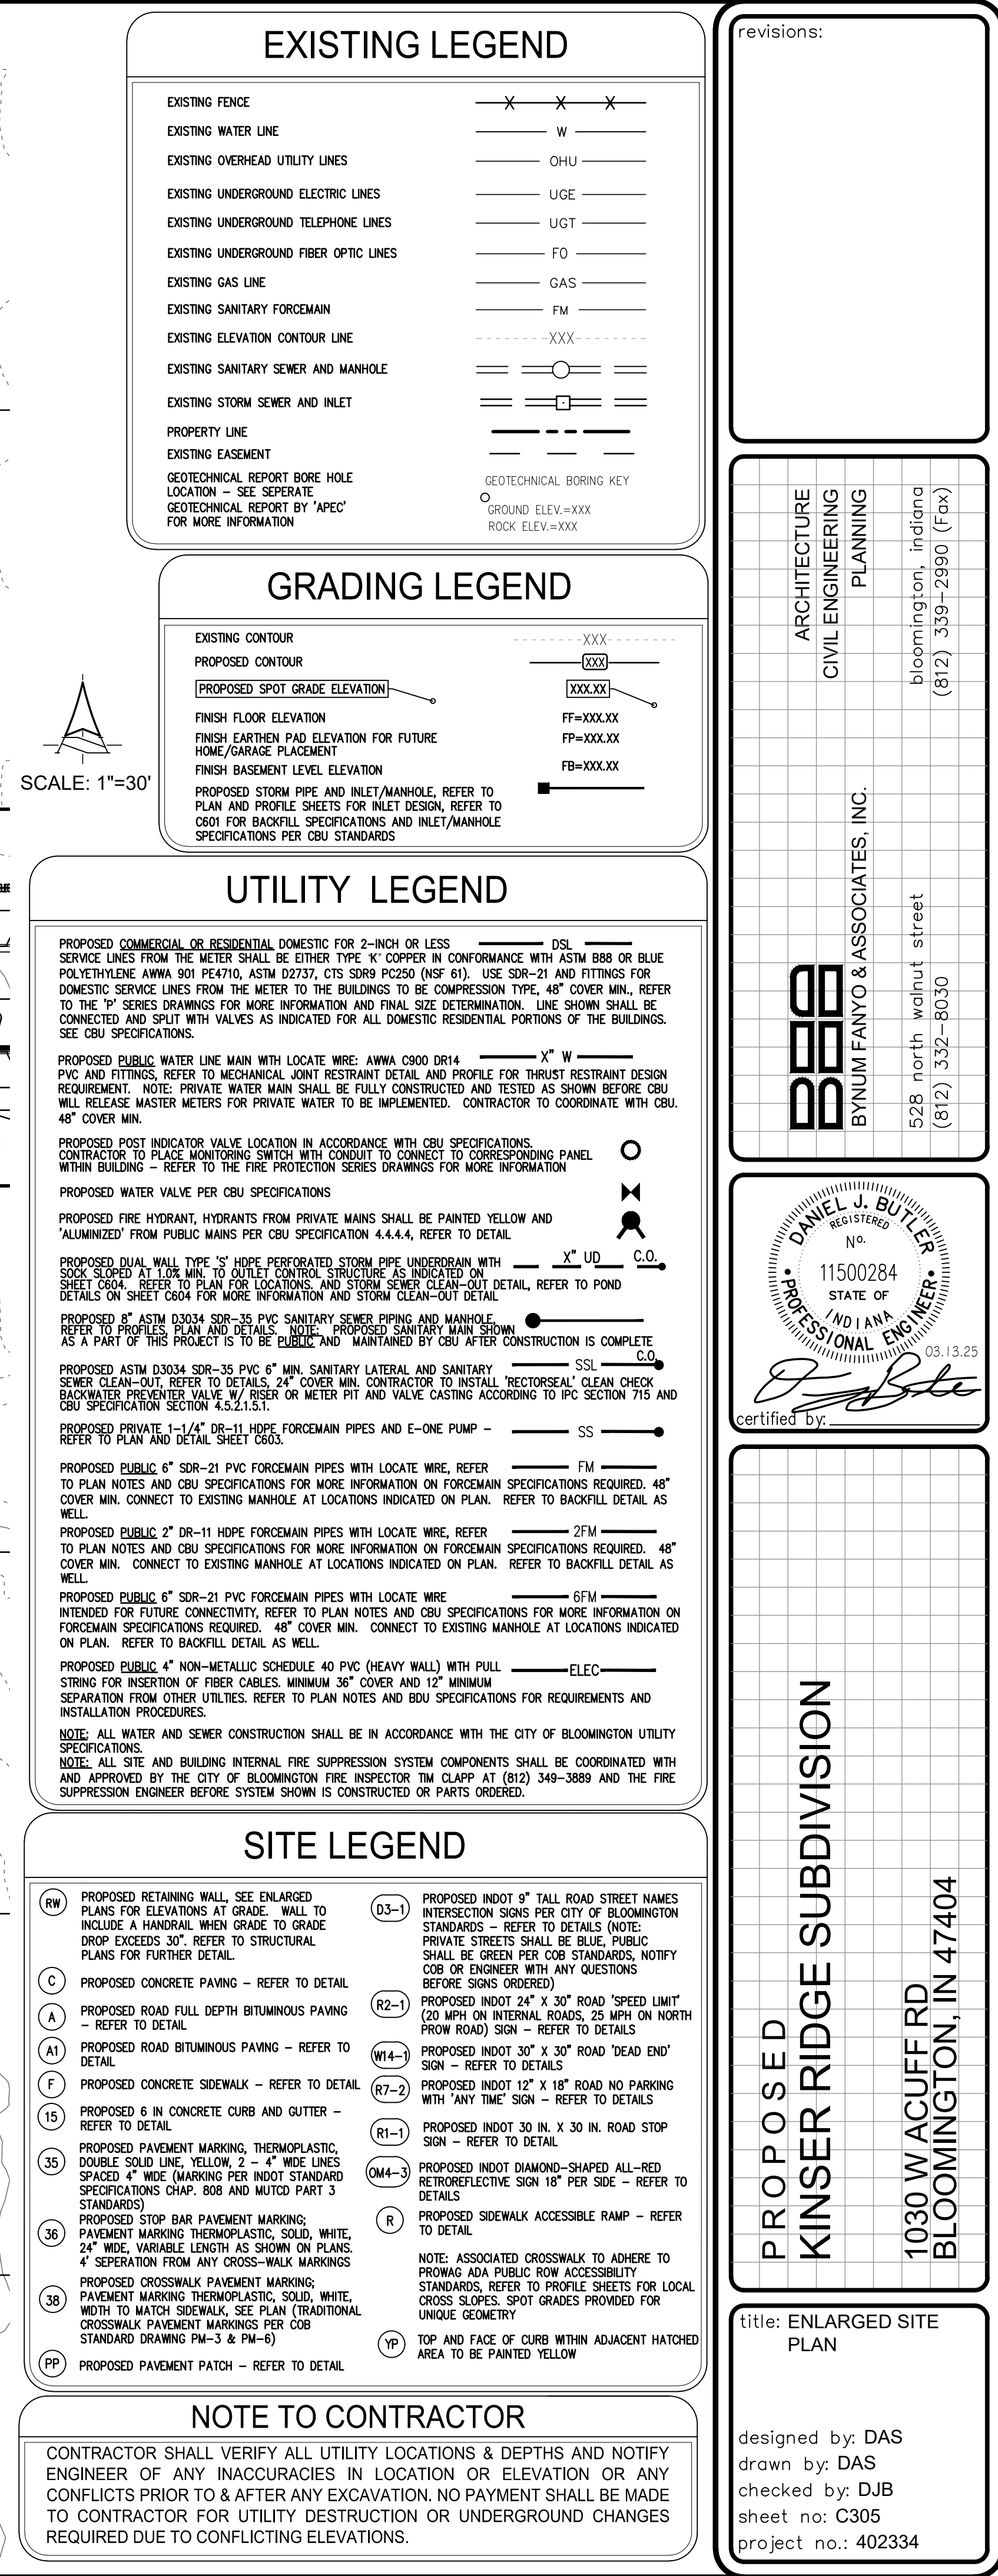 EXISTING LEGEND
EXISTING FENCE X X X
EXISTING WATER LINE W
EXISTING OVERHEAD UTILITY LINES OHU
EXISTING UNDERGROUND ELECTRIC LINES UGE
EXISTING UNDERGROUND TELEPHONE LINES UGT
EXISTING UNDERGROUND FIBER OPTIC LINES FO
EXISTING GAS LINE GAS
EXISTING SANITARY FORCEMAIN FM
EXISTING ELEVATION CONTOUR LINE XXX
EXISTING SANITARY SEWER AND MANHOLE
EXISTING STORM SEWER AND INLET
PROPERTY LINE
EXISTING EASEMENT
GEOTECHNICAL REPORT BORE HOLE
LOCATION – SEE SEPERATE
GEOTECHNICAL REPORT BY 'APEC'
FOR MORE INFORMATION
GEOTECHNICAL BORING KEY
GROUND ELEV.=XXX
ROCK ELEV.=XXX
GRADING LEGEND
EXISTING CONTOUR XXX
PROPOSED CONTOUR XXX
PROPOSED SPOT GRADE ELEVATION XXX.XX
FINISH FLOOR ELEVATION FF=XXX.XX
FINISH EARTHEN PAD ELEVATION FOR FUTURE FP=XXX.XX
HOME/GARAGE PLACEMENT
FINISH BASEMENT LEVEL ELEVATION FB=XXX.XX
PROPOSED STORM PIPE AND INLET/MANHOLE, REFER TO
PLAN AND PROFILE SHEETS FOR INLET DESIGN, REFER TO
C601 FOR BACKFILL SPECIFICATIONS AND INLET/MANHOLE
SPECIFICATIONS PER CBU STANDARDS
SCALE: 1"=30'
UTILITY LEGEND
PROPOSED COMMERCIAL OR RESIDENTIAL DOMESTIC FOR 2-INCH OR LESS DSL
SERVICE LINES FROM THE METER SHALL BE EITHER TYPE "K" COPPER IN CONFORMANCE WITH ASTM B88 OR BLUE
POLYETHYLENE AWWA 901 PE4710, ASTM D2737, CTS SDR9 PC250 (NSF 61). USE SDR-21 AND FITTINGS FOR
DOMESTIC SERVICE LINES FROM THE METER TO THE BUILDINGS TO BE COMPRESSION TYPE, 48" COVER MIN., REFER
TO THE 'P' SERIES DRAWINGS FOR MORE INFORMATION AND FINAL SIZE DETERMINATION. LINE SHOWN SHALL BE
CONNECTED AND SPLIT WITH VALVES AS INDICATED FOR ALL DOMESTIC RESIDENTIAL PORTIONS OF THE BUILDINGS.
SEE CBU SPECIFICATIONS.
PROPOSED PUBLIC WATER LINE MAIN WITH LOCATE WIRE: AWWA C900 DR14 X" W
PVC AND FITTINGS, REFER TO MECHANICAL JOINT RESTRAINT DETAIL AND PROFILE FOR THRUST RESTRAINT DESIGN
REQUIREMENT. NOTE: PRIVATE WATER MAIN SHALL BE FULLY CONSTRUCTED AND TESTED AS SHOWN BEFORE CBU
WILL RELEASE MASTER METERS FOR PRIVATE WATER TO BE IMPLEMENTED. CONTRACTOR TO COORDINATE WITH CBU.
48" COVER MIN.
PROPOSED POST INDICATOR VALVE LOCATION IN ACCORDANCE WITH CBU SPECIFICATIONS.
CONTRACTOR TO PLACE MONITORING SWITCH WITH CONDUIT TO CONNECT TO CORRESPONDING PANEL
WITHIN BUILDING – REFER TO THE FIRE PROTECTION SERIES DRAWINGS FOR MORE INFORMATION
PROPOSED WATER VALVE PER CBU SPECIFICATIONS
PROPOSED FIRE HYDRANT, HYDRANTS FROM PRIVATE MAINS SHALL BE PAINTED YELLOW AND
'ALUMINIZED' FROM PUBLIC MAINS PER CBU SPECIFICATION 4.4.4.4, REFER TO DETAIL
PROPOSED DUAL WALL TYPE 'S' HDPE PERFORATED STORM PIPE UNDERDRAIN WITH X" UD C.O.
SOCK SLOPED AT 1.0% MIN. TO OUTLET CONTROL STRUCTURE AS INDICATED ON
SHEET C604. REFER TO PLAN FOR LOCATIONS. AND STORM SEWER CLEAN-OUT DETAIL, REFER TO POND
DETAILS ON SHEET C604 FOR MORE INFORMATION AND STORM CLEAN-OUT DETAIL
PROPOSED 8" ASTM D3034 SDR-35 PVC SANITARY SEWER PIPING AND MANHOLE,
REFER TO PROFILES, PLAN AND DETAILS. NOTE: PROPOSED SANITARY MAIN SHOWN
AS A PART OF THIS PROJECT IS TO BE PUBLIC AND MAINTAINED BY CBU AFTER CONSTRUCTION IS COMPLETE
PROPOSED ASTM D3034 SDR-35 PVC 6" MIN. SANITARY LATERAL AND SANITARY SSL C.O.
SEWER CLEAN-OUT, REFER TO DETAILS, 24" COVER MIN. CONTRACTOR TO INSTALL 'RECTORSEAL' CLEAN CHECK
BACKWATER PREVENTER VALVE W/ RISER OR METER PIT AND VALVE CASTING ACCORDING TO IPC SECTION 715 AND
CBU SPECIFICATION SECTION 4.5.2.1.5.1.
PROPOSED PRIVATE 1-1/4" DR-11 HDPE FORCEMAIN PIPES AND E-ONE PUMP – SS
REFER TO PLAN AND DETAIL SHEET C603.
PROPOSED PUBLIC 6" SDR-21 PVC FORCEMAIN PIPES WITH LOCATE WIRE, REFER FM
TO PLAN NOTES AND CBU SPECIFICATIONS FOR MORE INFORMATION ON FORCEMAIN SPECIFICATIONS REQUIRED. 48"
COVER MIN. CONNECT TO EXISTING MANHOLE AT LOCATIONS INDICATED ON PLAN. REFER TO BACKFILL DETAIL AS
WELL.
PROPOSED PUBLIC 2" DR-11 HDPE FORCEMAIN PIPES WITH LOCATE WIRE, REFER 2FM
TO PLAN NOTES AND CBU SPECIFICATIONS FOR MORE INFORMATION ON FORCEMAIN SPECIFICATIONS REQUIRED. 48"
COVER MIN. CONNECT TO EXISTING MANHOLE AT LOCATIONS INDICATED ON PLAN. REFER TO BACKFILL DETAIL AS
WELL.
PROPOSED PUBLIC 6" SDR-21 PVC FORCEMAIN PIPES WITH LOCATE WIRE 6FM
INTENDED FOR FUTURE CONNECTIVITY, REFER TO PLAN NOTES AND CBU SPECIFICATIONS FOR MORE INFORMATION ON
FORCEMAIN SPECIFICATIONS REQUIRED. 48" COVER MIN. CONNECT TO EXISTING MANHOLE AT LOCATIONS INDICATED
ON PLAN. REFER TO BACKFILL DETAIL AS WELL.
PROPOSED PUBLIC 4" NON-METALLIC SCHEDULE 40 PVC (HEAVY WALL) WITH PULL ELEC
STRING FOR INSERTION OF FIBER CABLES. MINIMUM 36" COVER AND 12" MINIMUM
SEPARATION FROM OTHER UTILTIES. REFER TO PLAN NOTES AND BDU SPECIFICATIONS FOR REQUIREMENTS AND
INSTALLATION PROCEDURES.
NOTE: ALL WATER AND SEWER CONSTRUCTION SHALL BE IN ACCORDANCE WITH THE CITY OF BLOOMINGTON UTILITY
SPECIFICATIONS.
NOTE: ALL SITE AND BUILDING INTERNAL FIRE SUPPRESSION SYSTEM COMPONENTS SHALL BE COORDINATED WITH
AND APPROVED BY THE CITY OF BLOOMINGTON FIRE INSPECTOR TIM CLAPP AT (812) 349-3889 AND THE FIRE
SUPPRESSION ENGINEER BEFORE SYSTEM SHOWN IS CONSTRUCTED OR PARTS ORDERED.
SITE LEGEND
RW PROPOSED RETAINING WALL, SEE ENLARGED
PLANS FOR ELEVATIONS AT GRADE. WALL TO
INCLUDE A HANDRAIL WHEN GRADE TO GRADE
DROP EXCEEDS 30". REFER TO STRUCTURAL
PLANS FOR FURTHER DETAIL.
C PROPOSED CONCRETE PAVING – REFER TO DETAIL
A PROPOSED ROAD FULL DEPTH BITUMINOUS PAVING
– REFER TO DETAIL
A1 PROPOSED ROAD BITUMINOUS PAVING – REFER TO
DETAIL
F PROPOSED CONCRETE SIDEWALK – REFER TO DETAIL
15 PROPOSED 6 IN CONCRETE CURB AND GUTTER –
REFER TO DETAIL
35 PROPOSED PAVEMENT MARKING, THERMOPLASTIC,
DOUBLE SOLID LINE, YELLOW, 2 – 4" WIDE LINES
SPACED 4" WIDE (MARKING PER INDOT STANDARD
SPECIFICATIONS CHAP. 808 AND MUTCD PART 3
STANDARDS)
36 PROPOSED STOP BAR PAVEMENT MARKING;
PAVEMENT MARKING THERMOPLASTIC, SOLID, WHITE,
24" WIDE, VARIABLE LENGTH AS SHOWN ON PLANS.
4' SEPERATION FROM ANY CROSS-WALK MARKINGS
38 PROPOSED CROSSWALK PAVEMENT MARKING;
PAVEMENT MARKING THERMOPLASTIC, SOLID, WHITE,
WIDTH TO MATCH SIDEWALK, SEE PLAN (TRADITIONAL
CROSSWALK PAVEMENT MARKINGS PER COB
STANDARD DRAWING PM-3 & PM-6)
PP PROPOSED PAVEMENT PATCH – REFER TO DETAIL
D3-1 PROPOSED INDOT 9" TALL ROAD STREET NAMES
INTERSECTION SIGNS PER CITY OF BLOOMINGTON
STANDARDS – REFER TO DETAILS (NOTE:
PRIVATE STREETS SHALL BE BLUE, PUBLIC
SHALL BE GREEN PER COB STANDARDS, NOTIFY
COB OR ENGINEER WITH ANY QUESTIONS
BEFORE SIGNS ORDERED)
R2-1 PROPOSED INDOT 24" X 30" ROAD 'SPEED LIMIT'
(20 MPH ON INTERNAL ROADS, 25 MPH ON NORTH
PROW ROAD) SIGN – REFER TO DETAILS
W14-1 PROPOSED INDOT 30" X 30" ROAD 'DEAD END'
SIGN – REFER TO DETAILS
R7-2 PROPOSED INDOT 12" X 18" ROAD NO PARKING
WITH 'ANY TIME' SIGN – REFER TO DETAILS
R1-1 PROPOSED INDOT 30 IN. X 30 IN. ROAD STOP
SIGN – REFER TO DETAIL
OM4-3 PROPOSED INDOT DIAMOND-SHAPED ALL-RED
RETROREFLECTIVE SIGN 18" PER SIDE – REFER TO
DETAILS
R PROPOSED SIDEWALK ACCESSIBLE RAMP – REFER
TO DETAIL
NOTE: ASSOCIATED CROSSWALK TO ADHERE TO
PROWAG ADA PUBLIC ROW ACCESSIBILITY
STANDARDS, REFER TO PROFILE SHEETS FOR LOCAL
CROSS SLOPES. SPOT GRADES PROVIDED FOR
UNIQUE GEOMETRY
YP TOP AND FACE OF CURB WITHIN ADJACENT HATCHED
AREA TO BE PAINTED YELLOW
NOTE TO CONTRACTOR
CONTRACTOR SHALL VERIFY ALL UTILITY LOCATIONS & DEPTHS AND NOTIFY
ENGINEER OF ANY INACCURACIES IN LOCATION OR ELEVATION OR ANY
CONFLICTS PRIOR TO & AFTER ANY EXCAVATION. NO PAYMENT SHALL BE MADE
TO CONTRACTOR FOR UTILITY DESTRUCTION OR UNDERGROUND CHANGES
REQUIRED DUE TO CONFLICTING ELEVATIONS.
revisions:
ARCHITECTURE
CIVIL ENGINEERING
PLANNING
bloomington, indiana
(812) 339-2990 (Fax)
BYNUM FANYO & ASSOCIATES, INC.
528 north walnut street
(812) 332-8030
DANIEL J. BUTLER
REGISTERED
No.
11500284
STATE OF
INDIANA
PROFESSIONAL ENGINEER
03.13.25
certified by:
PROPOSED
KINSER RIDGE SUBDIVISION
1030 W ACUFF RD
BLOOMINGTON, IN 47404
title: ENLARGED SITE
PLAN
designed by: DAS
drawn by: DAS
checked by: DJB
sheet no: C305
project no.: 402334